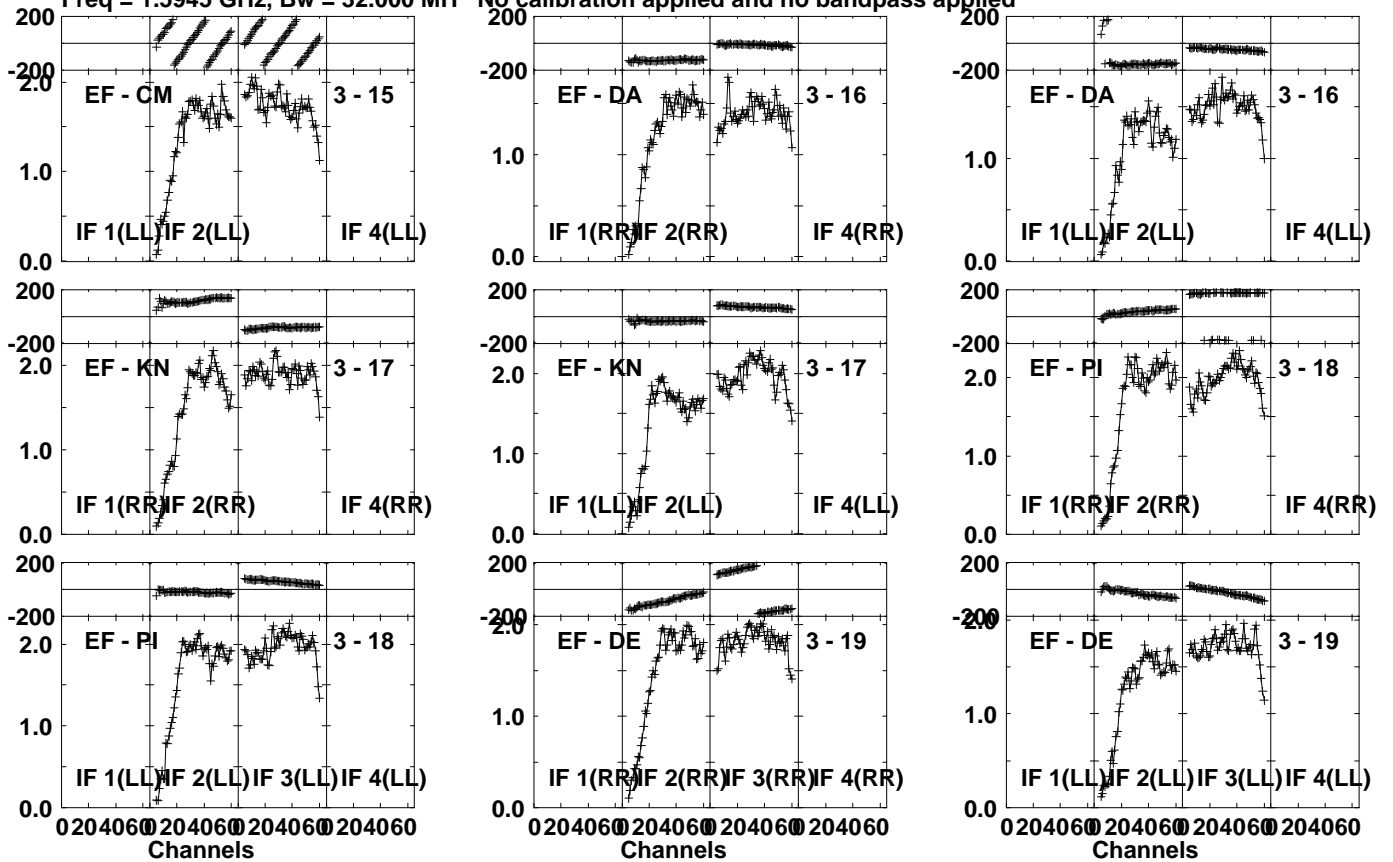 Freq = 1.5945 GHz, Bw = 32.000 MH No calibration applied and no bandpass applied
200
-200
2.0
1.0
0.0
EF - CM
3 - 15
IF 1(LL) IF 2(LL) IF 4(LL)
200
-200
1.0
0.0
EF - DA
3 - 16
IF 1(RR) IF 2(RR) IF 4(RR)
200
-200
1.0
0.0
EF - DA
3 - 16
IF 1(LL) IF 2(LL) IF 4(LL)
200
-200
2.0
1.0
0.0
EF - KN
3 - 17
IF 1(RR) IF 2(RR) IF 4(RR)
200
-200
2.0
1.0
0.0
EF - KN
3 - 17
IF 1(LL) IF 2(LL) IF 4(LL)
200
-200
2.0
1.0
0.0
EF - PI
3 - 18
IF 1(RR) IF 2(RR) IF 4(RR)
200
-200
2.0
1.0
0.0
EF - PI
3 - 18
IF 1(LL) IF 2(LL) IF 3(LL) IF 4(LL)
0 20 40 60 0 20 40 60 0 20 40 60 0 20 40 60
Channels
200
-200
2.0
1.0
0.0
EF - DE
3 - 19
IF 1(RR) IF 2(RR) IF 3(RR) IF 4(RR)
0 20 40 60 0 20 40 60 0 20 40 60 0 20 40 60
Channels
200
-200
2.0
1.0
0.0
EF - DE
3 - 19
IF 1(LL) IF 2(LL) IF 3(LL) IF 4(LL)
0 20 40 60 0 20 40 60 0 20 40 60 0 20 40 60
Channels